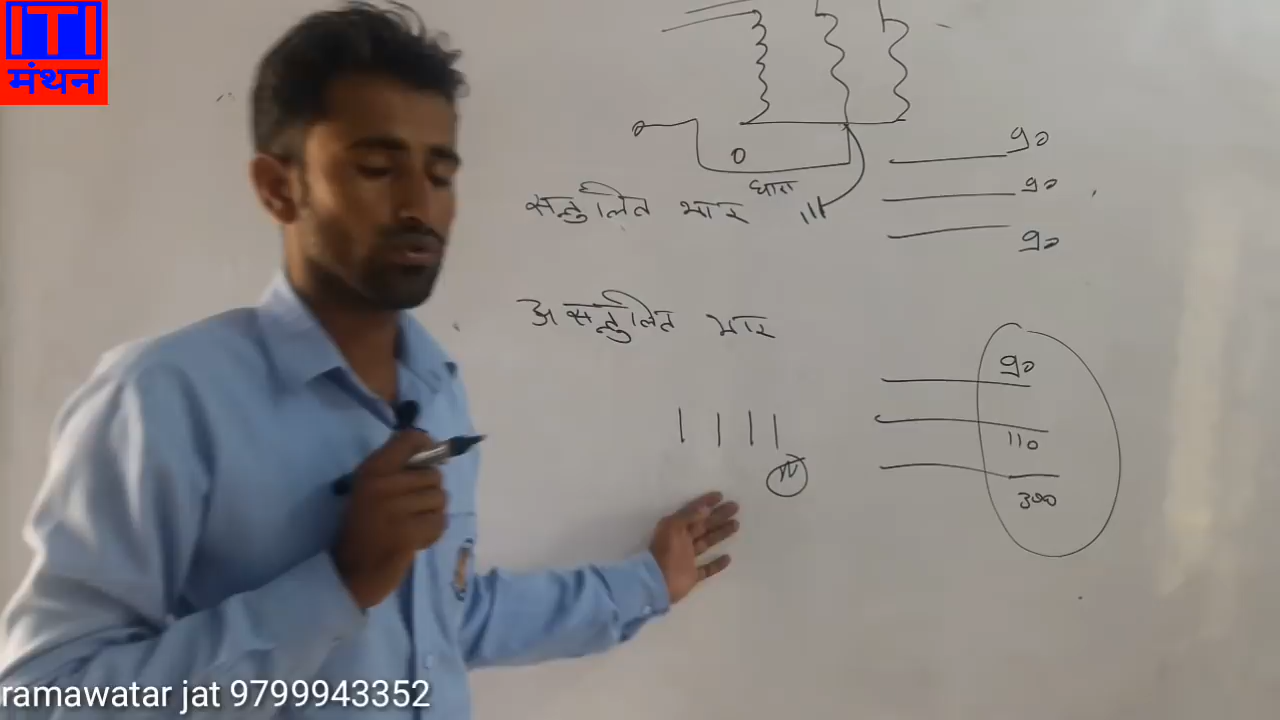 ITI
मंथन
90
0
धारा
सन्तुलित भार
90
90
असन्तुलित भार
90
110
N
300
ramawatar jat 9799943352